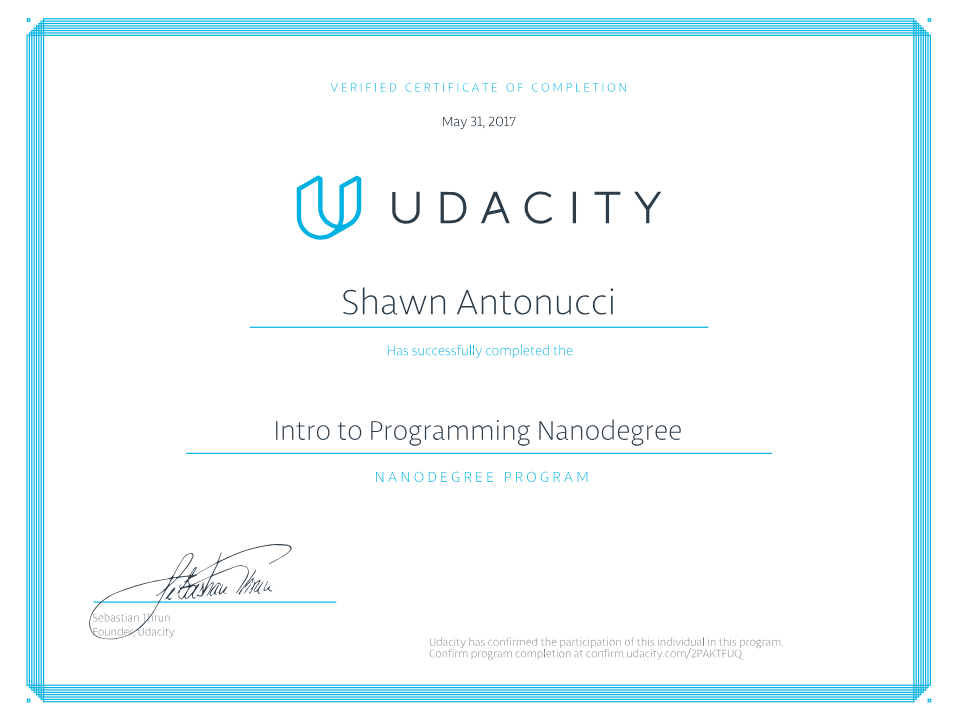 VERIFIED CERTIFICATE OF COMPLETION
May 31, 2017
UDACITY
Shawn Antonucci
Has successfully completed the
Intro to Programming Nanodegree
NANODEGREE PROGRAM
Sebastian Thrun
Sebastian Thrun
Founder, Udacity
Udacity has confirmed the participation of this individual in this program.
Confirm program completion at confirm.udacity.com/2PAKTFUQ